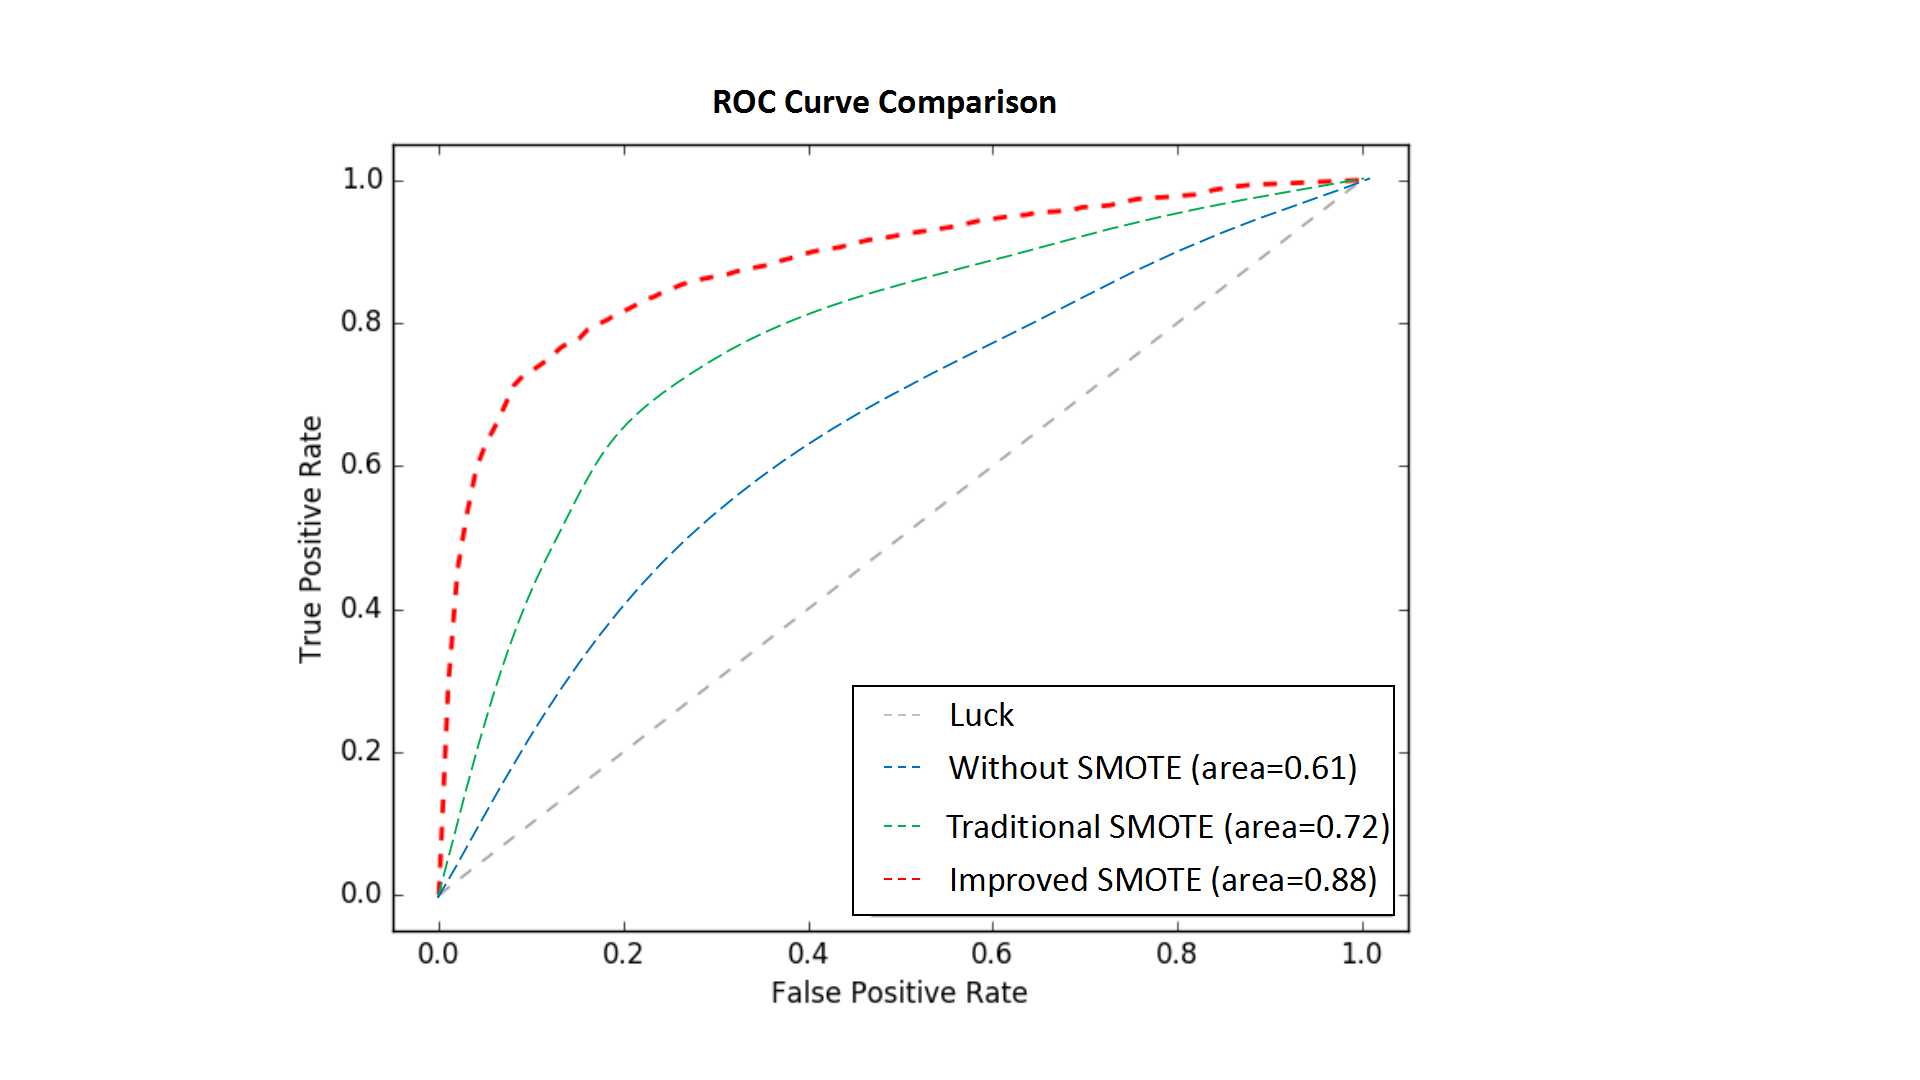 ROC Curve Comparison
1.0
0.8
0.6
0.4
0.2
0.0
True Positive Rate
Luck
Without SMOTE (area=0.61)
Traditional SMOTE (area=0.72)
Improved SMOTE (area=0.88)
0.0 0.2 0.4 0.6 0.8 1.0
False Positive Rate